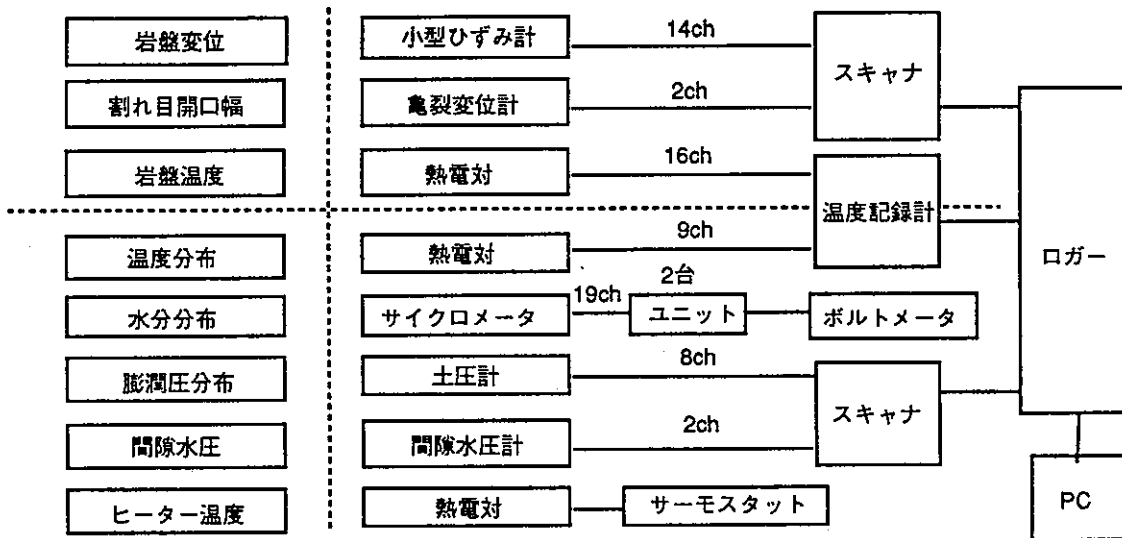 岩盤変位
小型ひずみ計
14ch
スキャナ
割れ目開口幅
亀裂変位計
2ch
岩盤温度
熱電対
16ch
温度記録計
温度分布
熱電対
9ch
ロガー
水分分布
サイクロメータ
19ch
2台
ユニット
ボルトメータ
膨潤圧分布
土圧計
8ch
スキャナ
間隙水圧
間隙水圧計
2ch
ヒーター温度
熱電対
サーモスタット
PC